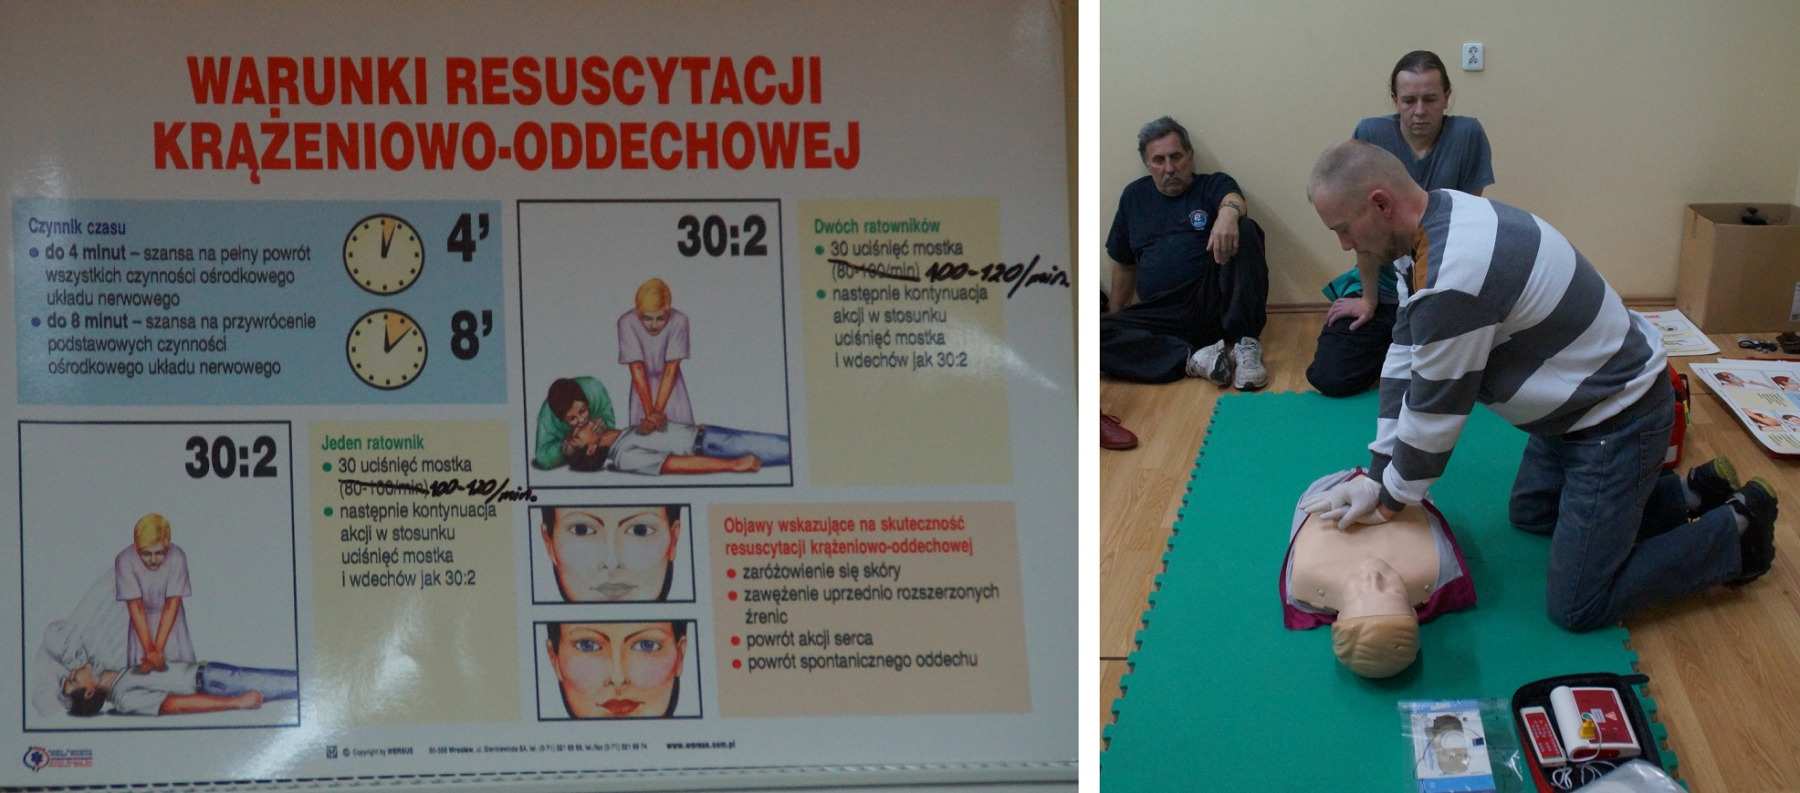 WARUNKI RESUSCYTACJI
KRĄŻENIOWO-ODDECHOWEJ
Czynnik czasu
• do 4 minut – szansa na pełny powrót
wszystkich czynności ośrodkowego
układu nerwowego
• do 8 minut – szansa na przywrócenie
podstawowych czynności
ośrodkowego układu nerwowego
4’
8’
30:2
Dwóch ratowników
• 30 uciśnięć mostka
(80-100/min) 100-120/min.
• następnie kontynuacja
akcji w stosunku
uciśnięć mostka
i wdechów jak 30:2
30:2
Jeden ratownik
• 30 uciśnięć mostka
(80-100/min) 100-120/min.
• następnie kontynuacja
akcji w stosunku
uciśnięć mostka
i wdechów jak 30:2
Objawy wskazujące na skuteczność
resuscytacji krążeniowo-oddechowej
• zaróżowienie się skóry
• zawężenie uprzednio rozszerzonych
źrenic
• powrót akcji serca
• powrót spontanicznego oddechu
© Copyright by WERSUS
www.wersus.com.pl